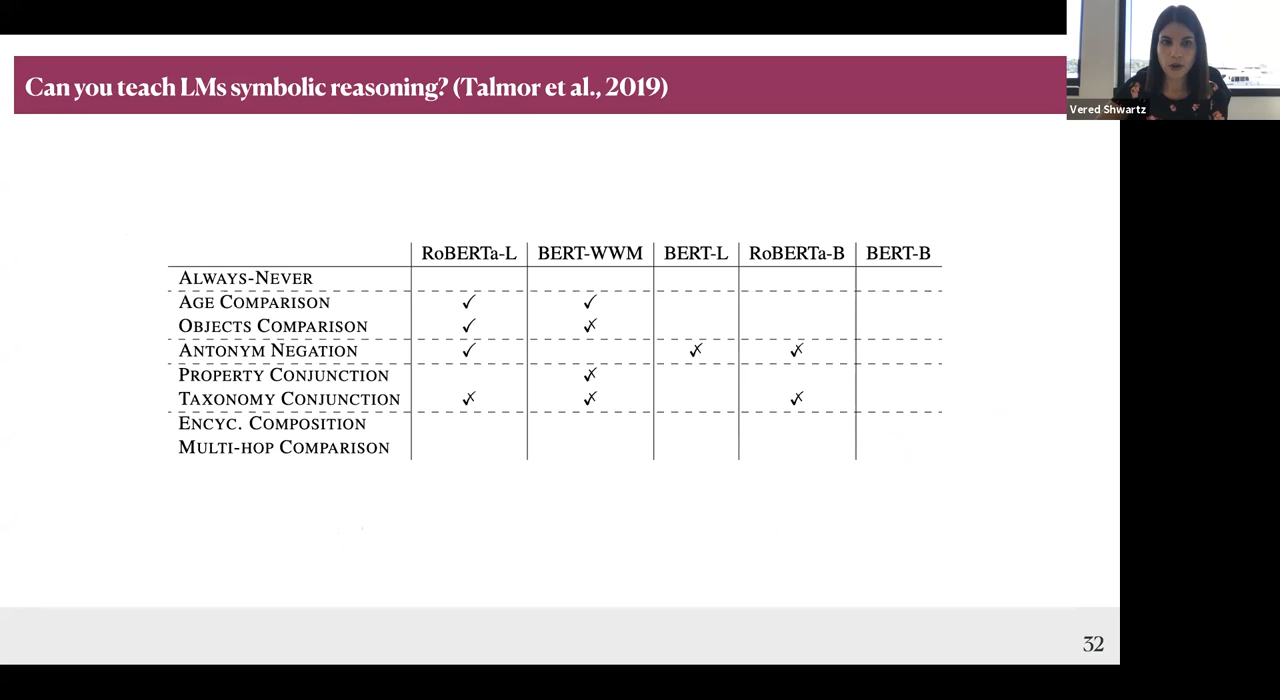 Can you teach LMs symbolic reasoning? (Talmor et al., 2019)
Vered Shwartz
RoBERTa-L BERT-WWM BERT-L RoBERTa-B BERT-B
ALWAYS-NEVER
AGE COMPARISON ✓ ✓
OBJECTS COMPARISON ✓ ✓̸
ANTONYM NEGATION ✓ ✓̸ ✓̸
PROPERTY CONJUNCTION ✓̸
TAXONOMY CONJUNCTION ✓̸ ✓̸ ✓̸
ENCYC. COMPOSITION
MULTI-HOP COMPARISON
32